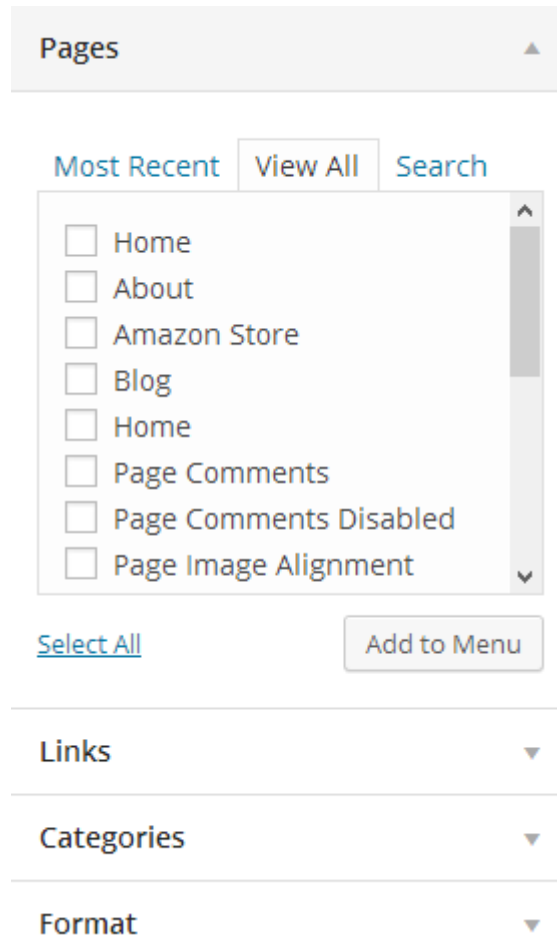 Pages
Most Recent View All Search
Home
About
Amazon Store
Blog
Home
Page Comments
Page Comments Disabled
Page Image Alignment
Select All Add to Menu
Links
Categories
Format